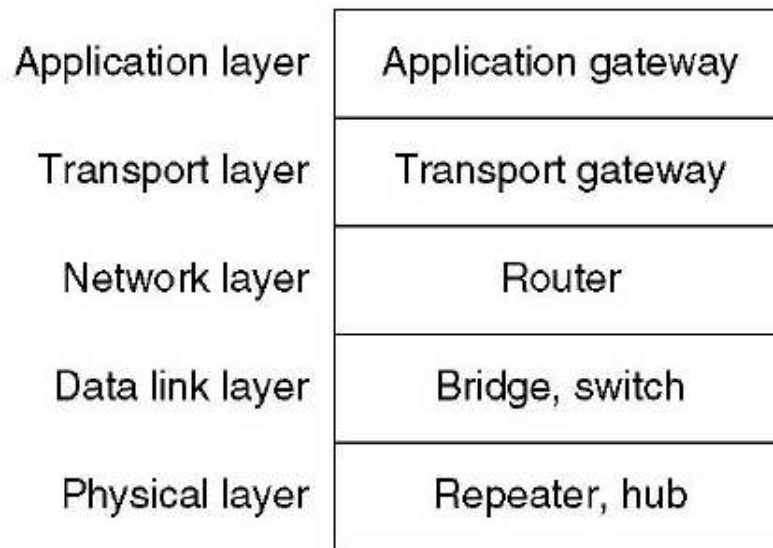 Application layer Application gateway
Transport layer Transport gateway
Network layer Router
Data link layer Bridge, switch
Physical layer Repeater, hub